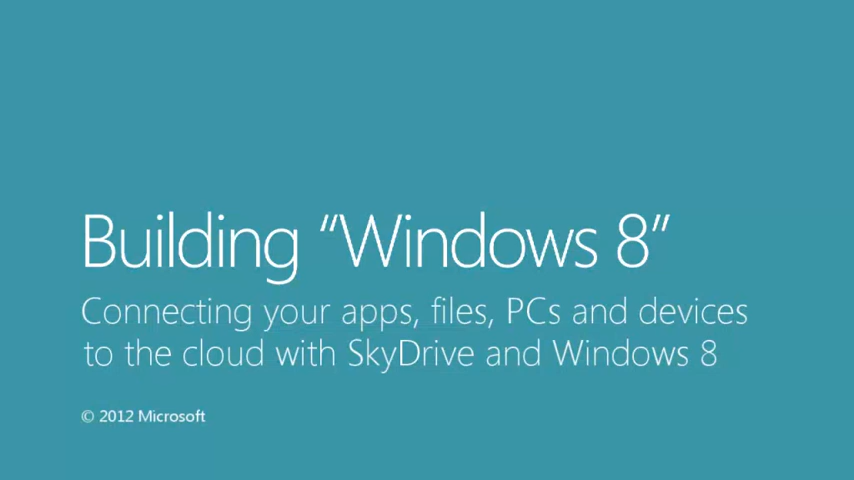 Building “Windows 8”
Connecting your apps, files, PCs and devices
to the cloud with SkyDrive and Windows 8
© 2012 Microsoft